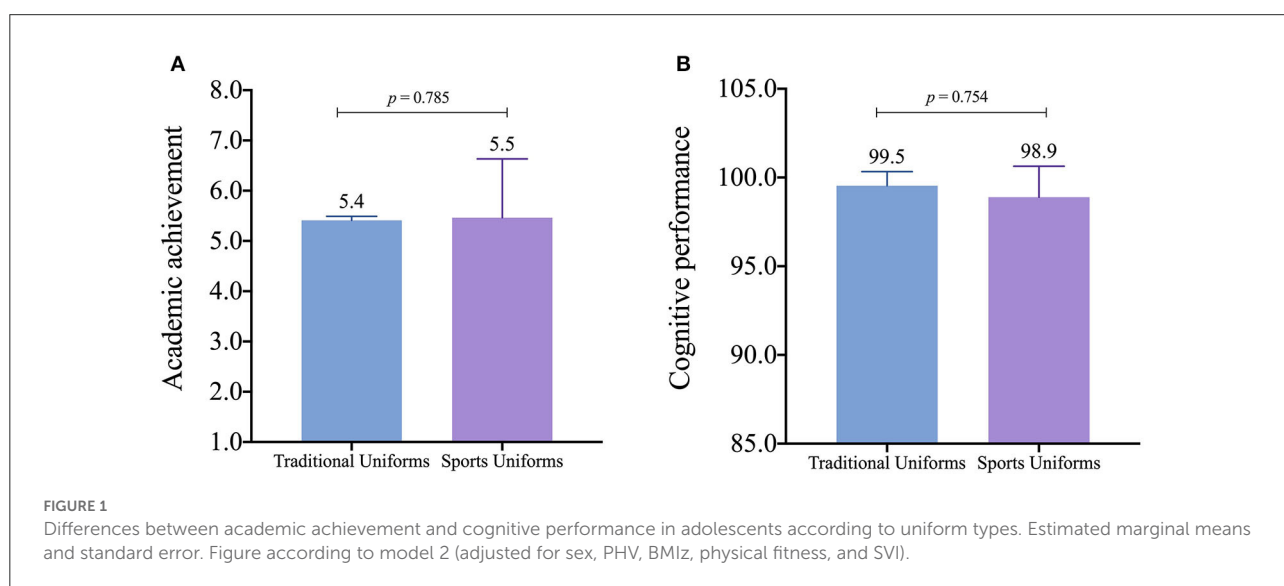 A
Academic achievement
8.0
7.0
6.0
5.0
4.0
3.0
2.0
1.0
p = 0.785
5.4
5.5
Traditional Uniforms
Sports Uniforms
B
Cognitive performance
105.0
100.0
95.0
90.0
85.0
p = 0.754
99.5
98.9
Traditional Uniforms
Sports Uniforms
FIGURE 1
Differences between academic achievement and cognitive performance in adolescents according to uniform types. Estimated marginal means
and standard error. Figure according to model 2 (adjusted for sex, PHV, BMIz, physical fitness, and SVI).